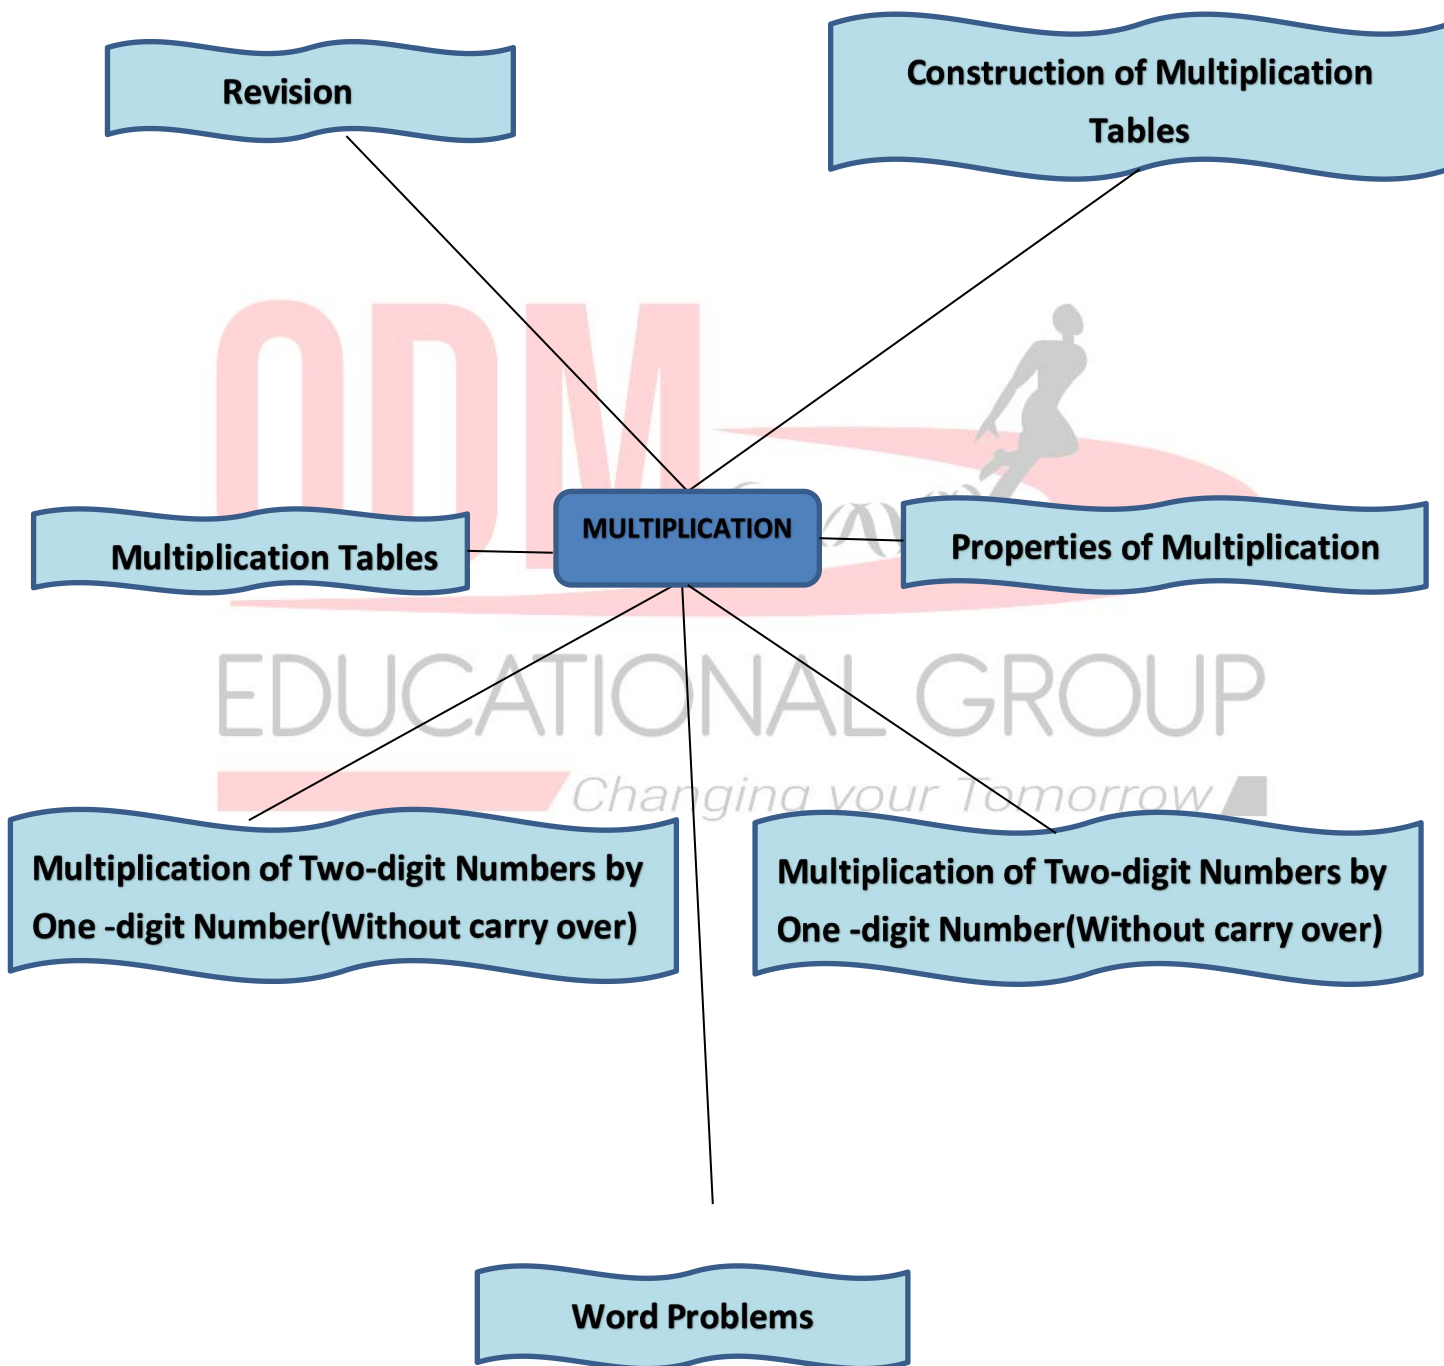 Revision
Construction of Multiplication
Tables
ODM
MULTIPLICATION
Multiplication Tables
Properties of Multiplication
EDUCATIONAL GROUP
Changing your Tomorrow
Multiplication of Two-digit Numbers by
One -digit Number(Without carry over)
Multiplication of Two-digit Numbers by
One -digit Number(Without carry over)
Word Problems